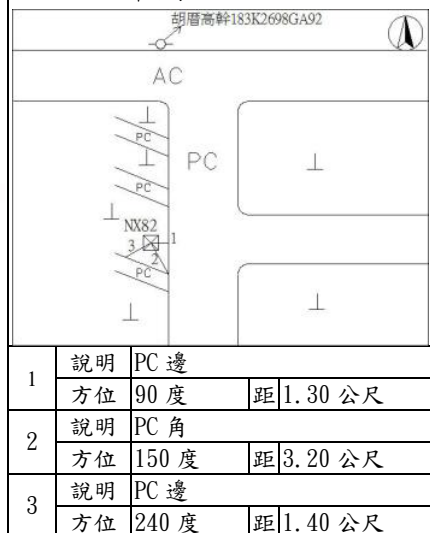 胡厝高幹183K2698GA92
AC
PC
PC
PC
NX82
1
3
2
PC
1 說明 PC 邊
方位 90 度 距 1.30 公尺
2 說明 PC 角
方位 150 度 距 3.20 公尺
3 說明 PC 邊
方位 240 度 距 1.40 公尺